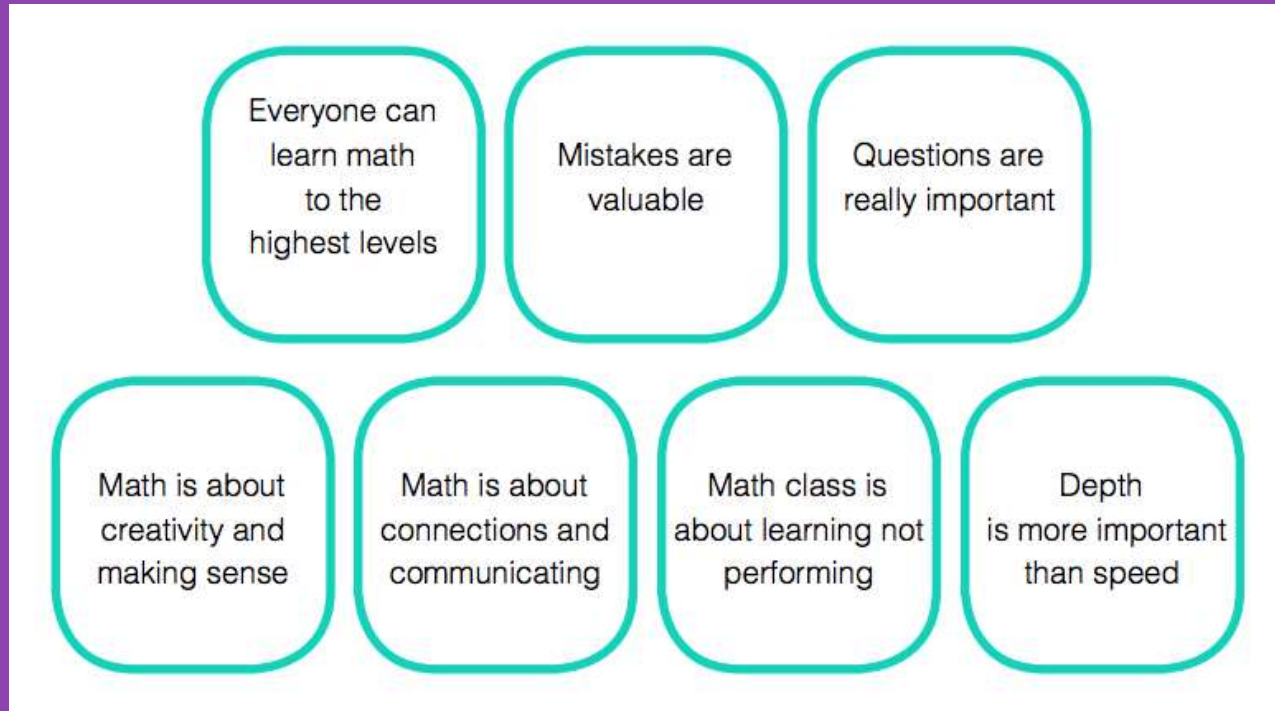 Everyone can
learn math
to the
highest levels
Mistakes are
valuable
Questions are
really important
Math is about
creativity and
making sense
Math is about
connections and
communicating
Math class is
about learning not
performing
Depth
is more important
than speed